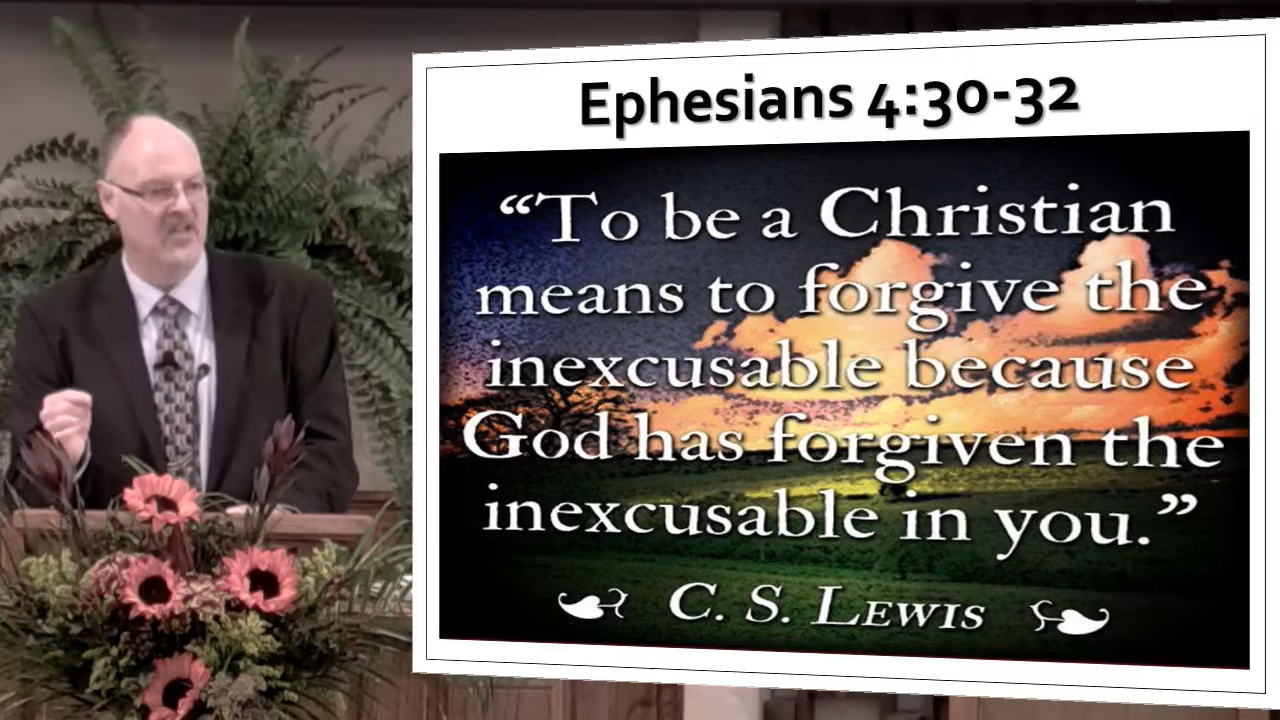 Ephesians 4:30-32
“To be a Christian
means to forgive the
inexcusable because
God has forgiven the
inexcusable in you.”
C. S. Lewis